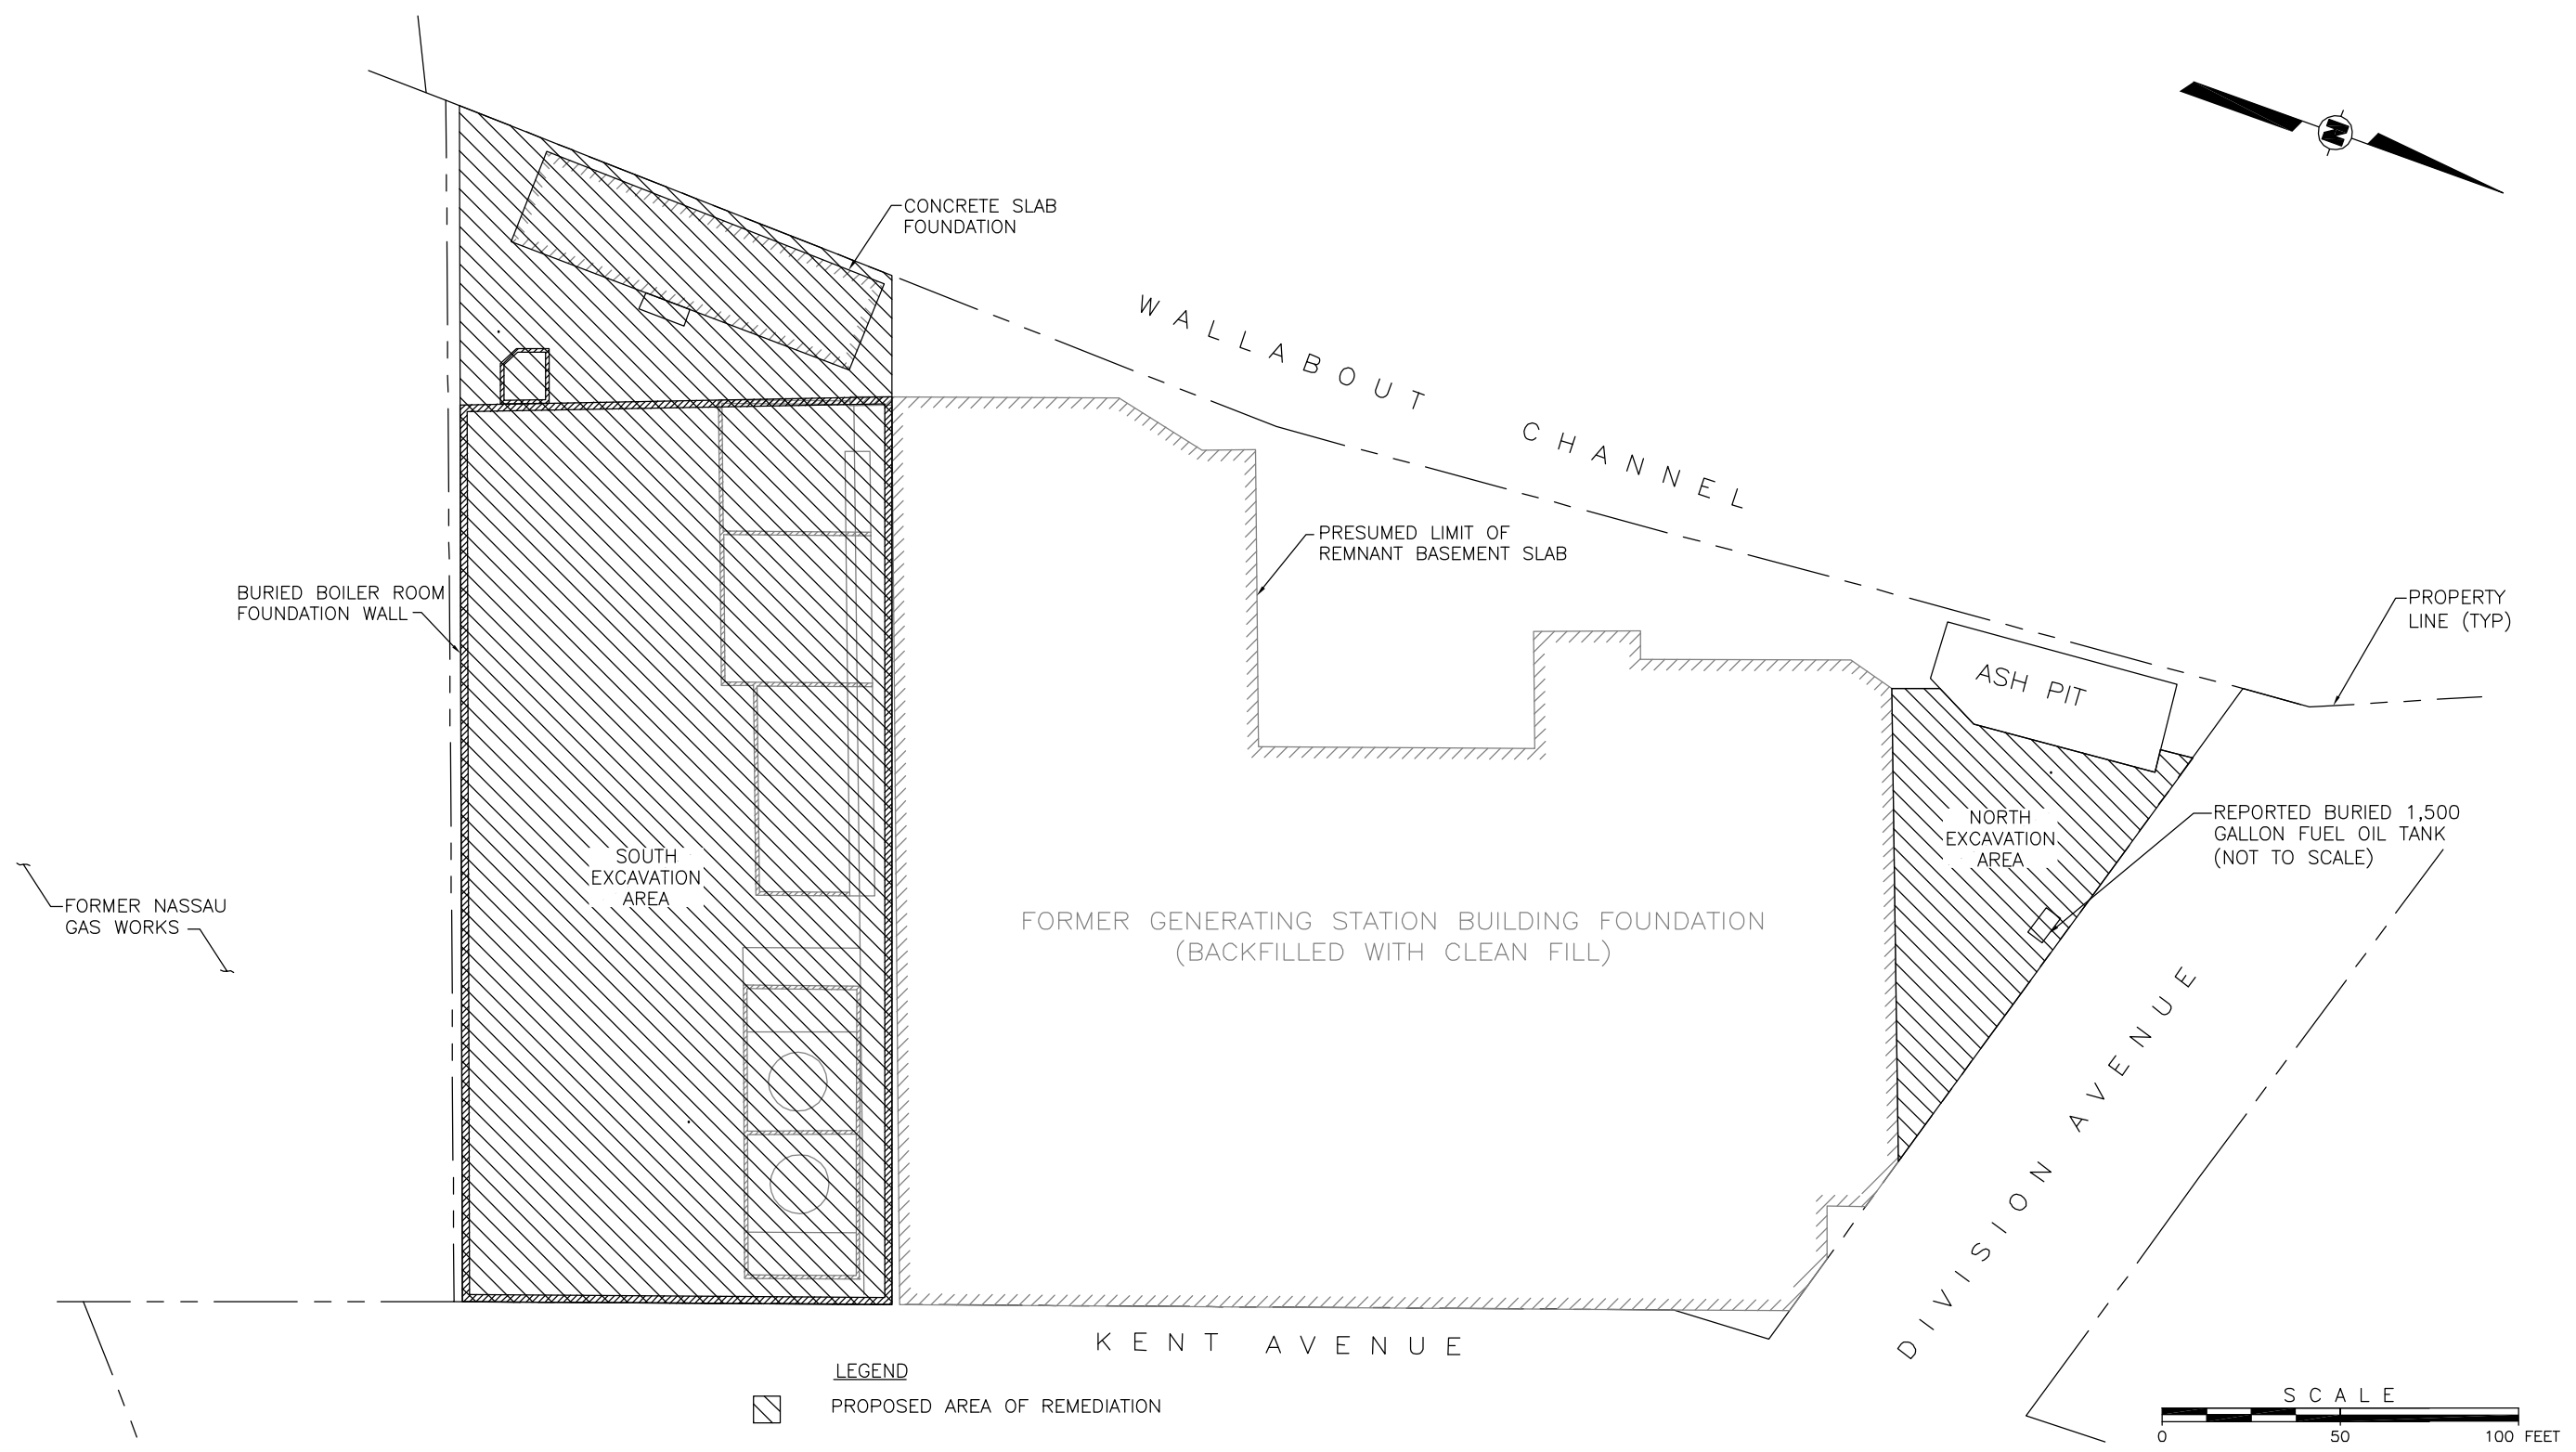 N
CONCRETE SLAB
FOUNDATION
WALLABOUT CHANNEL
PRESUMED LIMIT OF
REMNANT BASEMENT SLAB
BURIED BOILER ROOM
FOUNDATION WALL
PROPERTY
LINE (TYP)
ASH PIT
NORTH
EXCAVATION
AREA
REPORTED BURIED 1,500
GALLON FUEL OIL TANK
(NOT TO SCALE)
SOUTH
EXCAVATION
AREA
FORMER NASSAU
GAS WORKS
FORMER GENERATING STATION BUILDING FOUNDATION
(BACKFILLED WITH CLEAN FILL)
DIVISION AVENUE
KENT AVENUE
LEGEND
PROPOSED AREA OF REMEDIATION
SCALE
0 50 100 FEET